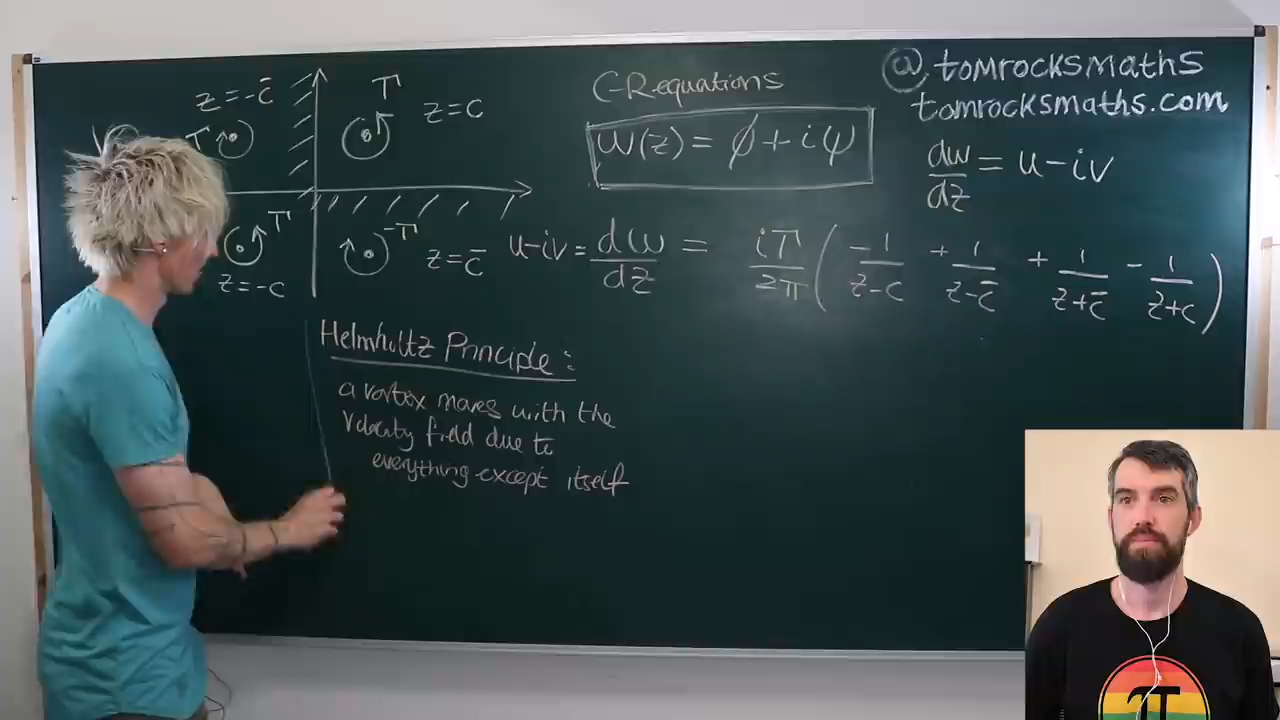 z = -c̄
Γ
z = c
C-R equations
@tomrocksmaths
tomrocksmaths.com
Γ
w(z) = φ + iψ
dw/dz = u - iv
Γ
-Γ
z = c̄
z = -c
u - iv = dw/dz = iΓ/2π ( -1/z-c + 1/z-c̄ + 1/z+c̄ - 1/z+c )
Helmholtz Principle:
a vortex moves with the
velocity field due to
everything except itself
π